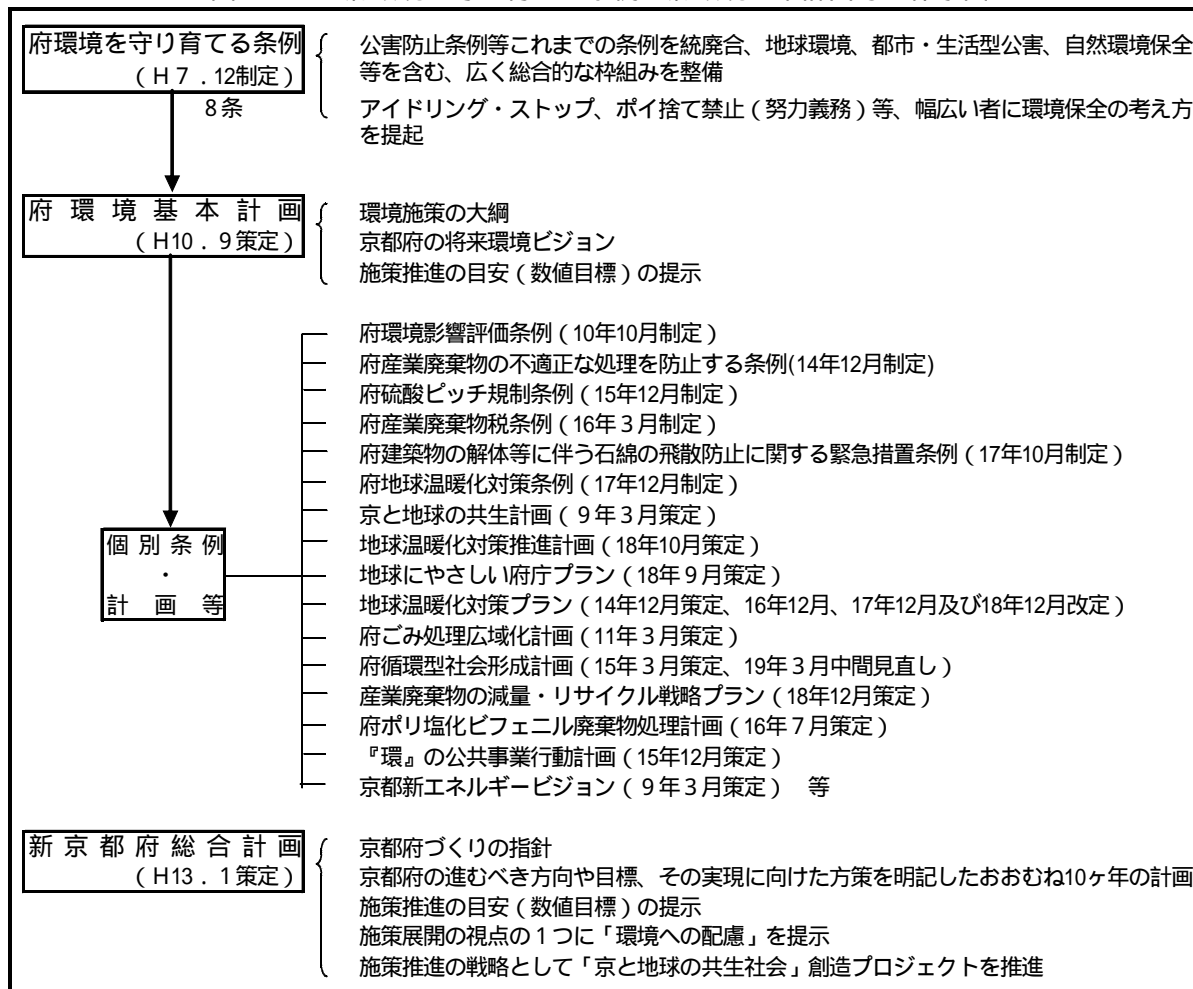 府環境を守り育てる条例
(H7.12制定)
8条
公害防止条例等これまでの条例を統廃合、地球環境、都市・生活型公害、自然環境保全
等を含む、広く総合的な枠組みを整備
アイドリング・ストップ、ポイ捨て禁止(努力義務)等、幅広い者に環境保全の考え方
を提起
府環境基本計画
(H10.9策定)
環境施策の大綱
京都府の将来環境ビジョン
施策推進の目安(数値目標)の提示
個別条例
・
計画等
府環境影響評価条例(10年10月制定)
府産業廃棄物の不適正な処理を防止する条例(14年12月制定)
府硫酸ピッチ規制条例(15年12月制定)
府産業廃棄物税条例(16年3月制定)
府建築物の解体等に伴う石綿の飛散防止に関する緊急措置条例(17年10月制定)
府地球温暖化対策条例(17年12月制定)
京と地球の共生計画(9年3月策定)
地球温暖化対策推進計画(18年10月策定)
地球にやさしい府庁プラン(18年9月策定)
地球温暖化対策プラン(14年12月策定、16年12月、17年12月及び18年12月改定)
府ごみ処理広域化計画(11年3月策定)
府循環型社会形成計画(15年3月策定、19年3月中間見直し)
産業廃棄物の減量・リサイクル戦略プラン(18年12月策定)
府ポリ塩化ビフェニル廃棄物処理計画(16年7月策定)
『環』の公共事業行動計画(15年12月策定)
京都新エネルギービジョン(9年3月策定) 等
新京都府総合計画
(H13.1策定)
京都府づくりの指針
京都府の進むべき方向や目標、その実現に向けた方策を明記したおおむね10ヶ年の計画
施策推進の目安(数値目標)の提示
施策展開の視点の1つに「環境への配慮」を提示
施策推進の戦略として「京と地球の共生社会」創造プロジェクトを推進